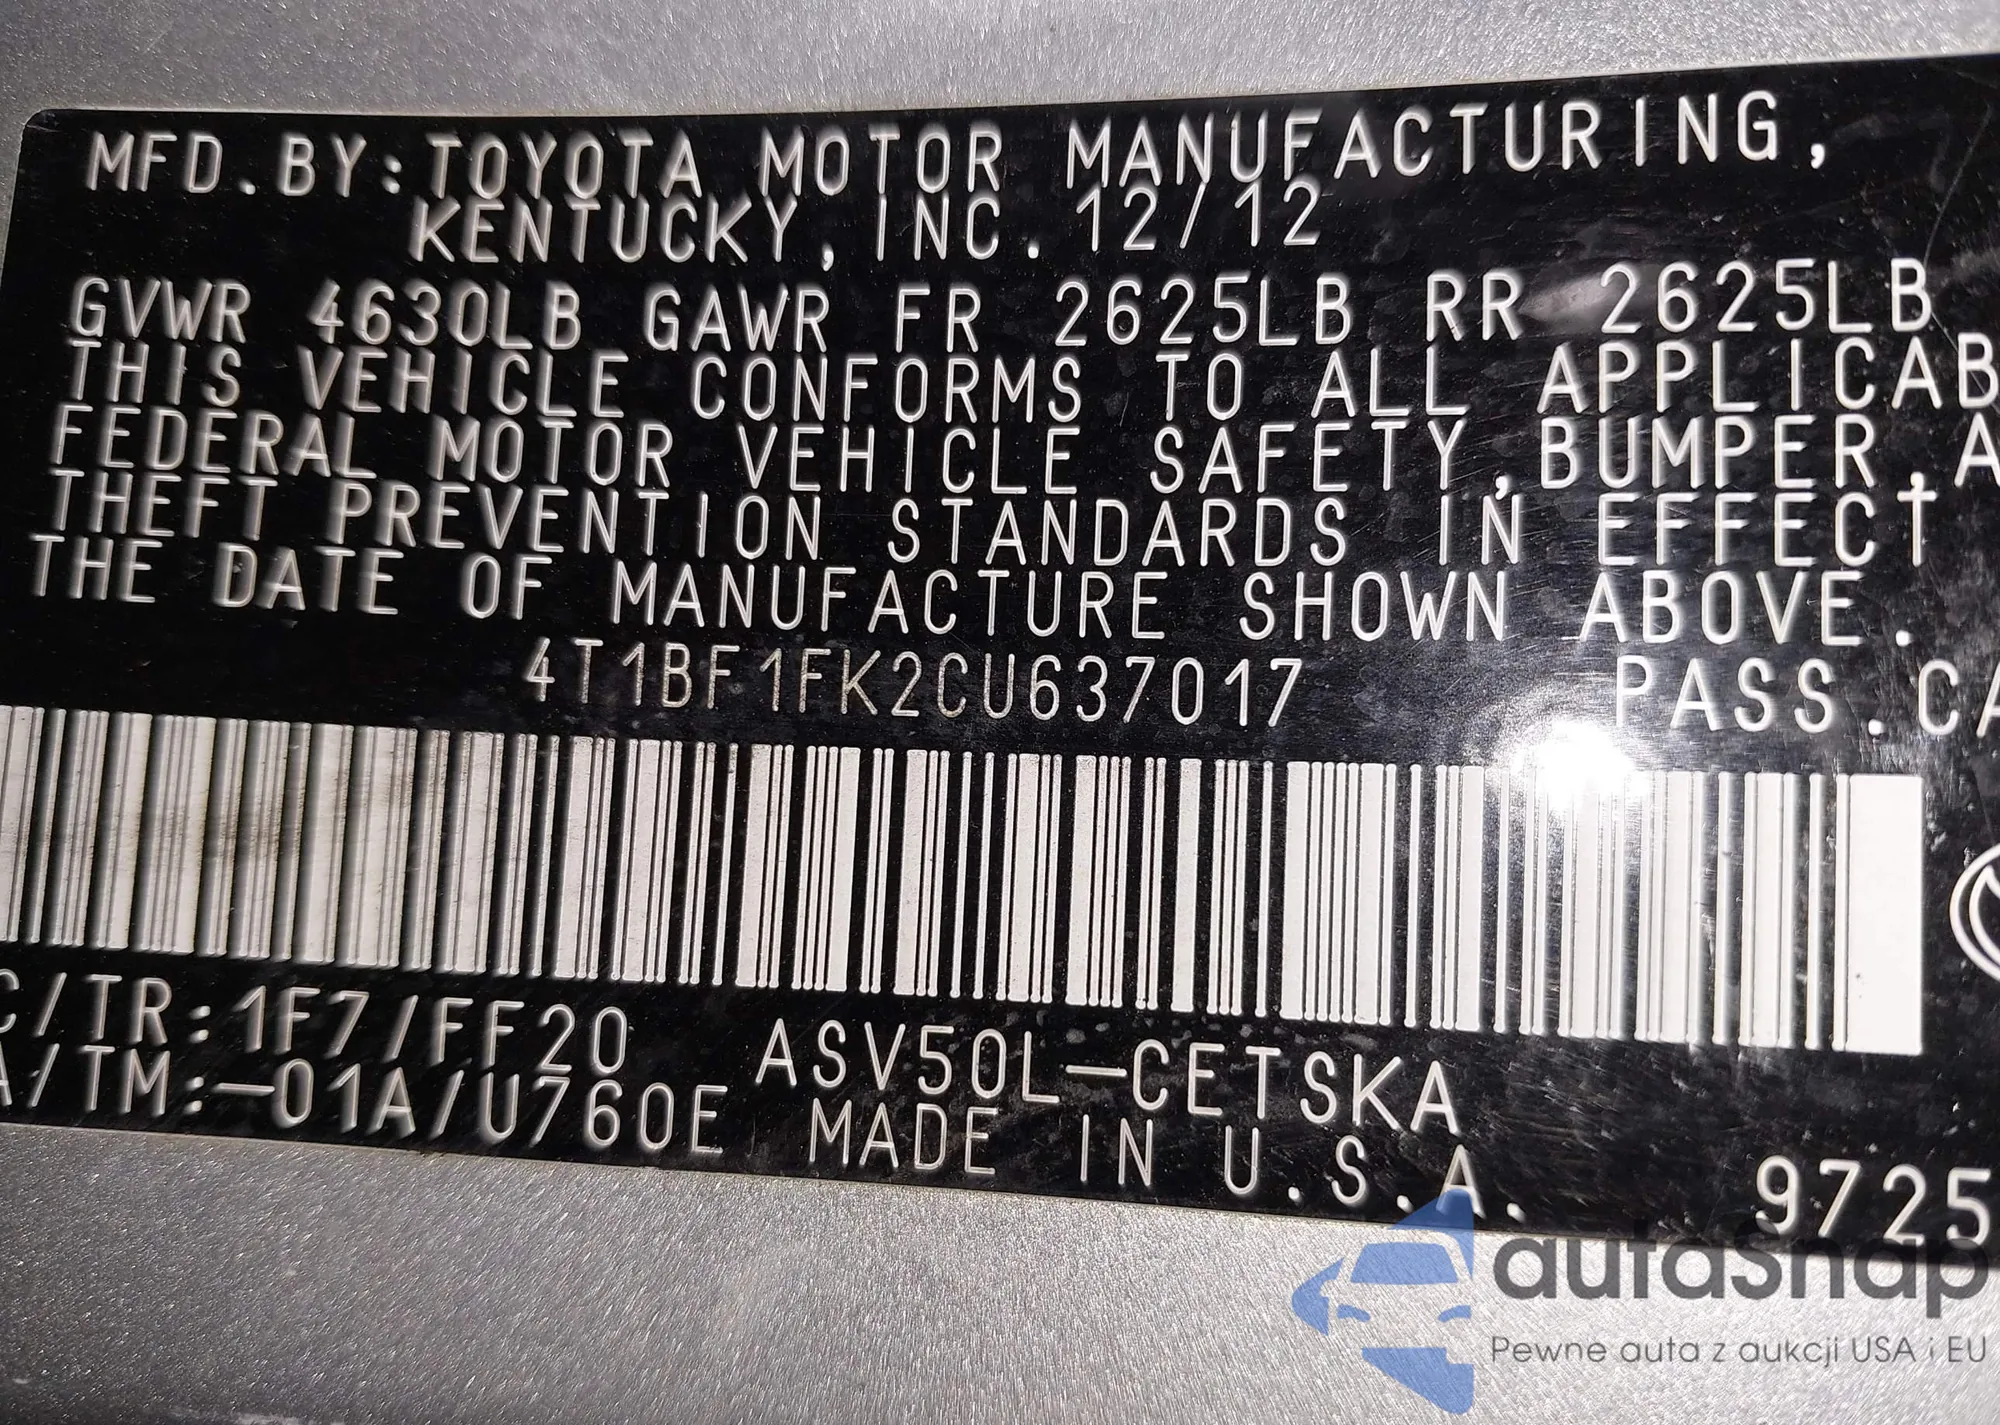 MFD.BY:TOYOTA MOTOR MANUFACTURING,
KENTUCKY,INC. 12/12
GVWR 4630LB GAWR FR 2625LB RR 2625LB
THIS VEHICLE CONFORMS TO ALL APPLICAB
FEDERAL MOTOR VEHICLE SAFETY,BUMPER,A
THEFT PREVENTION STANDARDS IN EFFECT
THE DATE OF MANUFACTURE SHOWN ABOVE.
4T1BF1FK2CU637017 PASS.CA
C/TR:1F7/FF20 ASV50L-CETSKA
A/TM:-01A/U760E MADE IN U.S.A. 9725
autosnap
Pewne auta z aukcji USA i EU